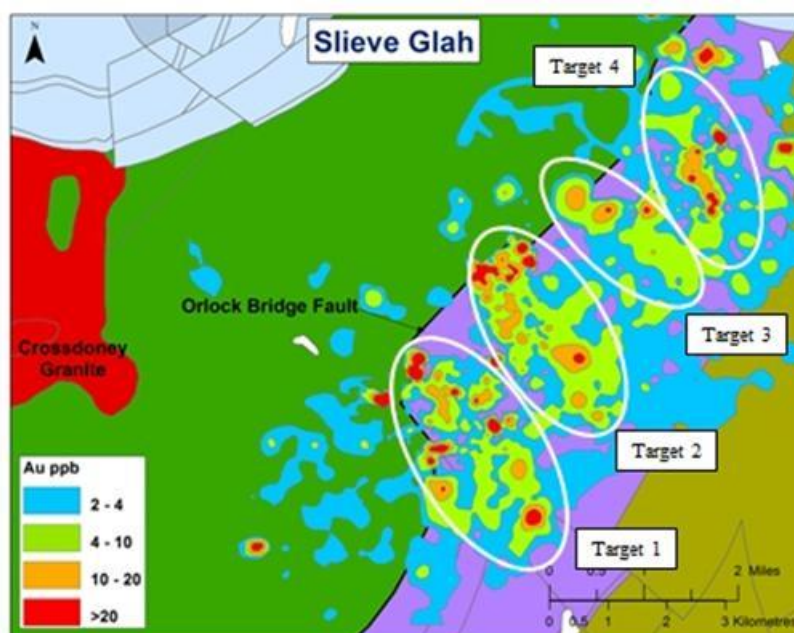 N
Slieve Glah
Target 4
Orlock Bridge Fault
Crossdoney
Granite
Target 3
Target 2
Au ppb
2 - 4
4 - 10
10 - 20
>20
Target 1
0 0.5 1 2 Miles
0 0.5 1 2 3 Kilometres